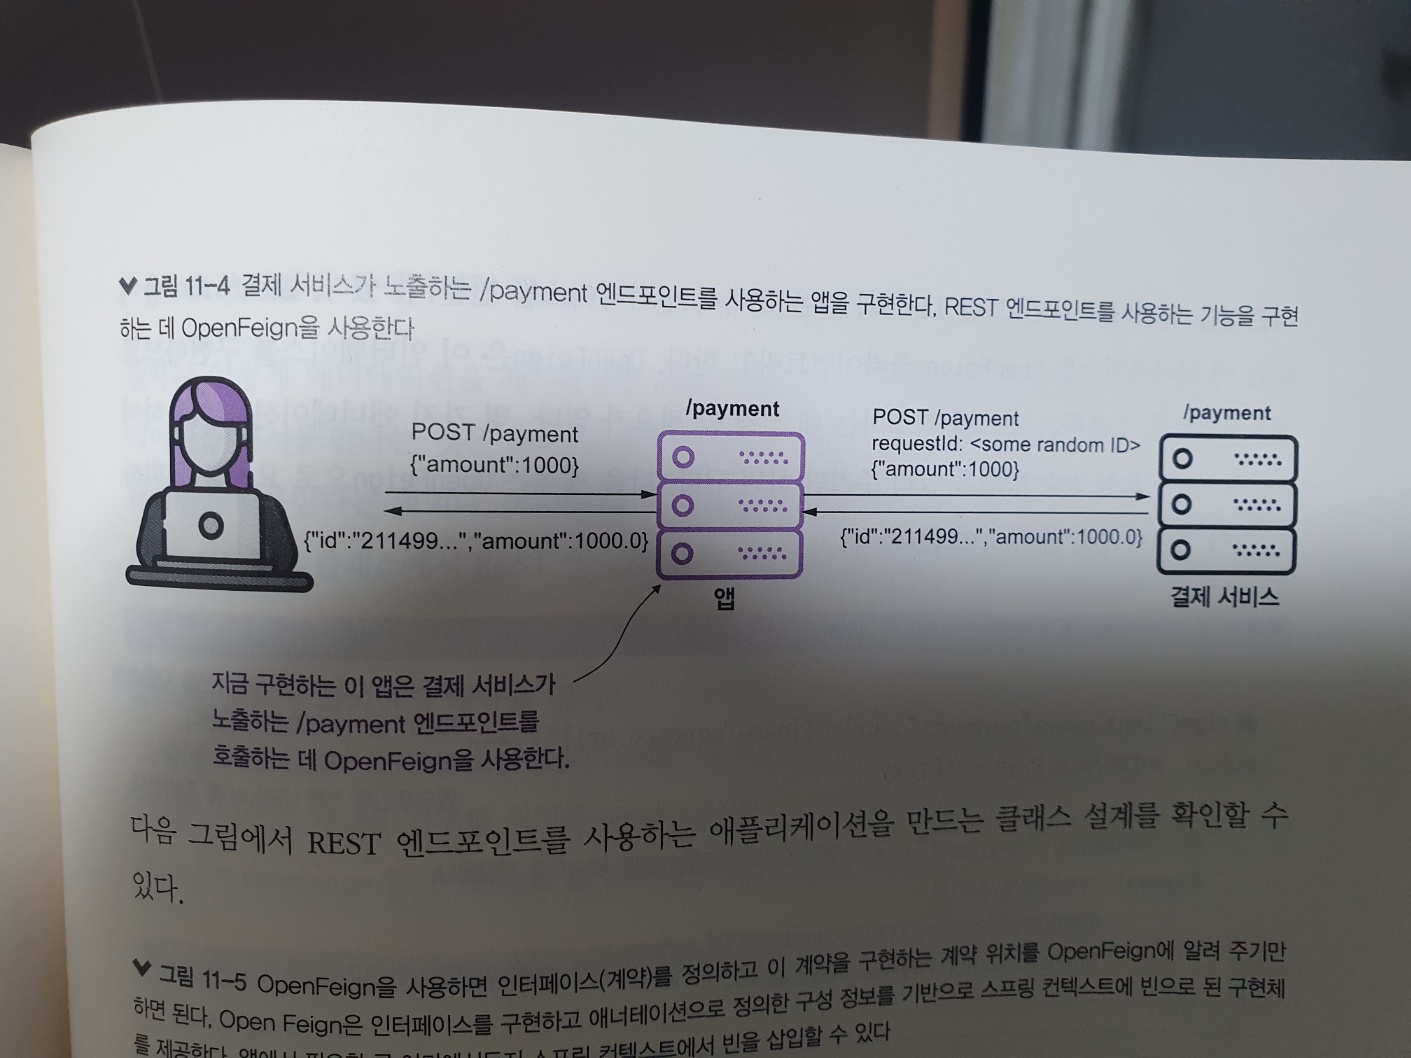 그림 11-4 결제 서비스가 노출하는 /payment 엔드포인트를 사용하는 앱을 구현한다, REST 엔드포인트를 사용하는 기능을 구현
하는 데 OpenFeign을 사용한다
POST /payment
{"amount":1000}
{"id":"211499...","amount":1000.0}
/payment
앱
POST /payment
requestId: <some random ID>
{"amount":1000}
{"id":"211499...","amount":1000.0}
/payment
결제 서비스
지금 구현하는 이 앱은 결제 서비스가
노출하는 /payment 엔드포인트를
호출하는 데 OpenFeign을 사용한다.
다음 그림에서 REST 엔드포인트를 사용하는 애플리케이션을 만드는 클래스 설계를 확인할 수
있다.
그림 11-5 OpenFeign을 사용하면 인터페이스(계약)를 정의하고 이 계약을 구현하는 계약 위치를 OpenFeign에 알려 주기만
하면 된다, Open Feign은 인터페이스를 구현하고 애너테이션으로 정의한 구성 정보를 기반으로 스프링 컨텍스트에 빈으로 된 구현체
를 제공한다. 앱에서 필요한 스프링 컨텍스트에서 빈을 삽입할 수 있다